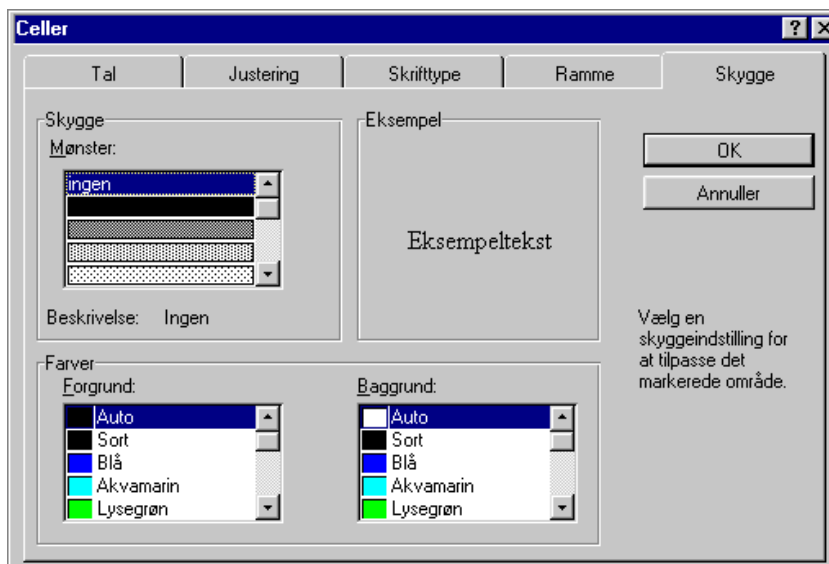 Celler
Tal Justering Skrifttype Ramme Skygge
Skygge
Mønster:
ingen
Beskrivelse: Ingen
Eksempel
Eksempeltekst
OK
Annuller
Vælg en
skyggeindstilling for
at tilpasse det
markerede område.
Farver
Forgrund:
Auto
Sort
Blå
Akvamarin
Lysegrøn
Baggrund:
Auto
Sort
Blå
Akvamarin
Lysegrøn